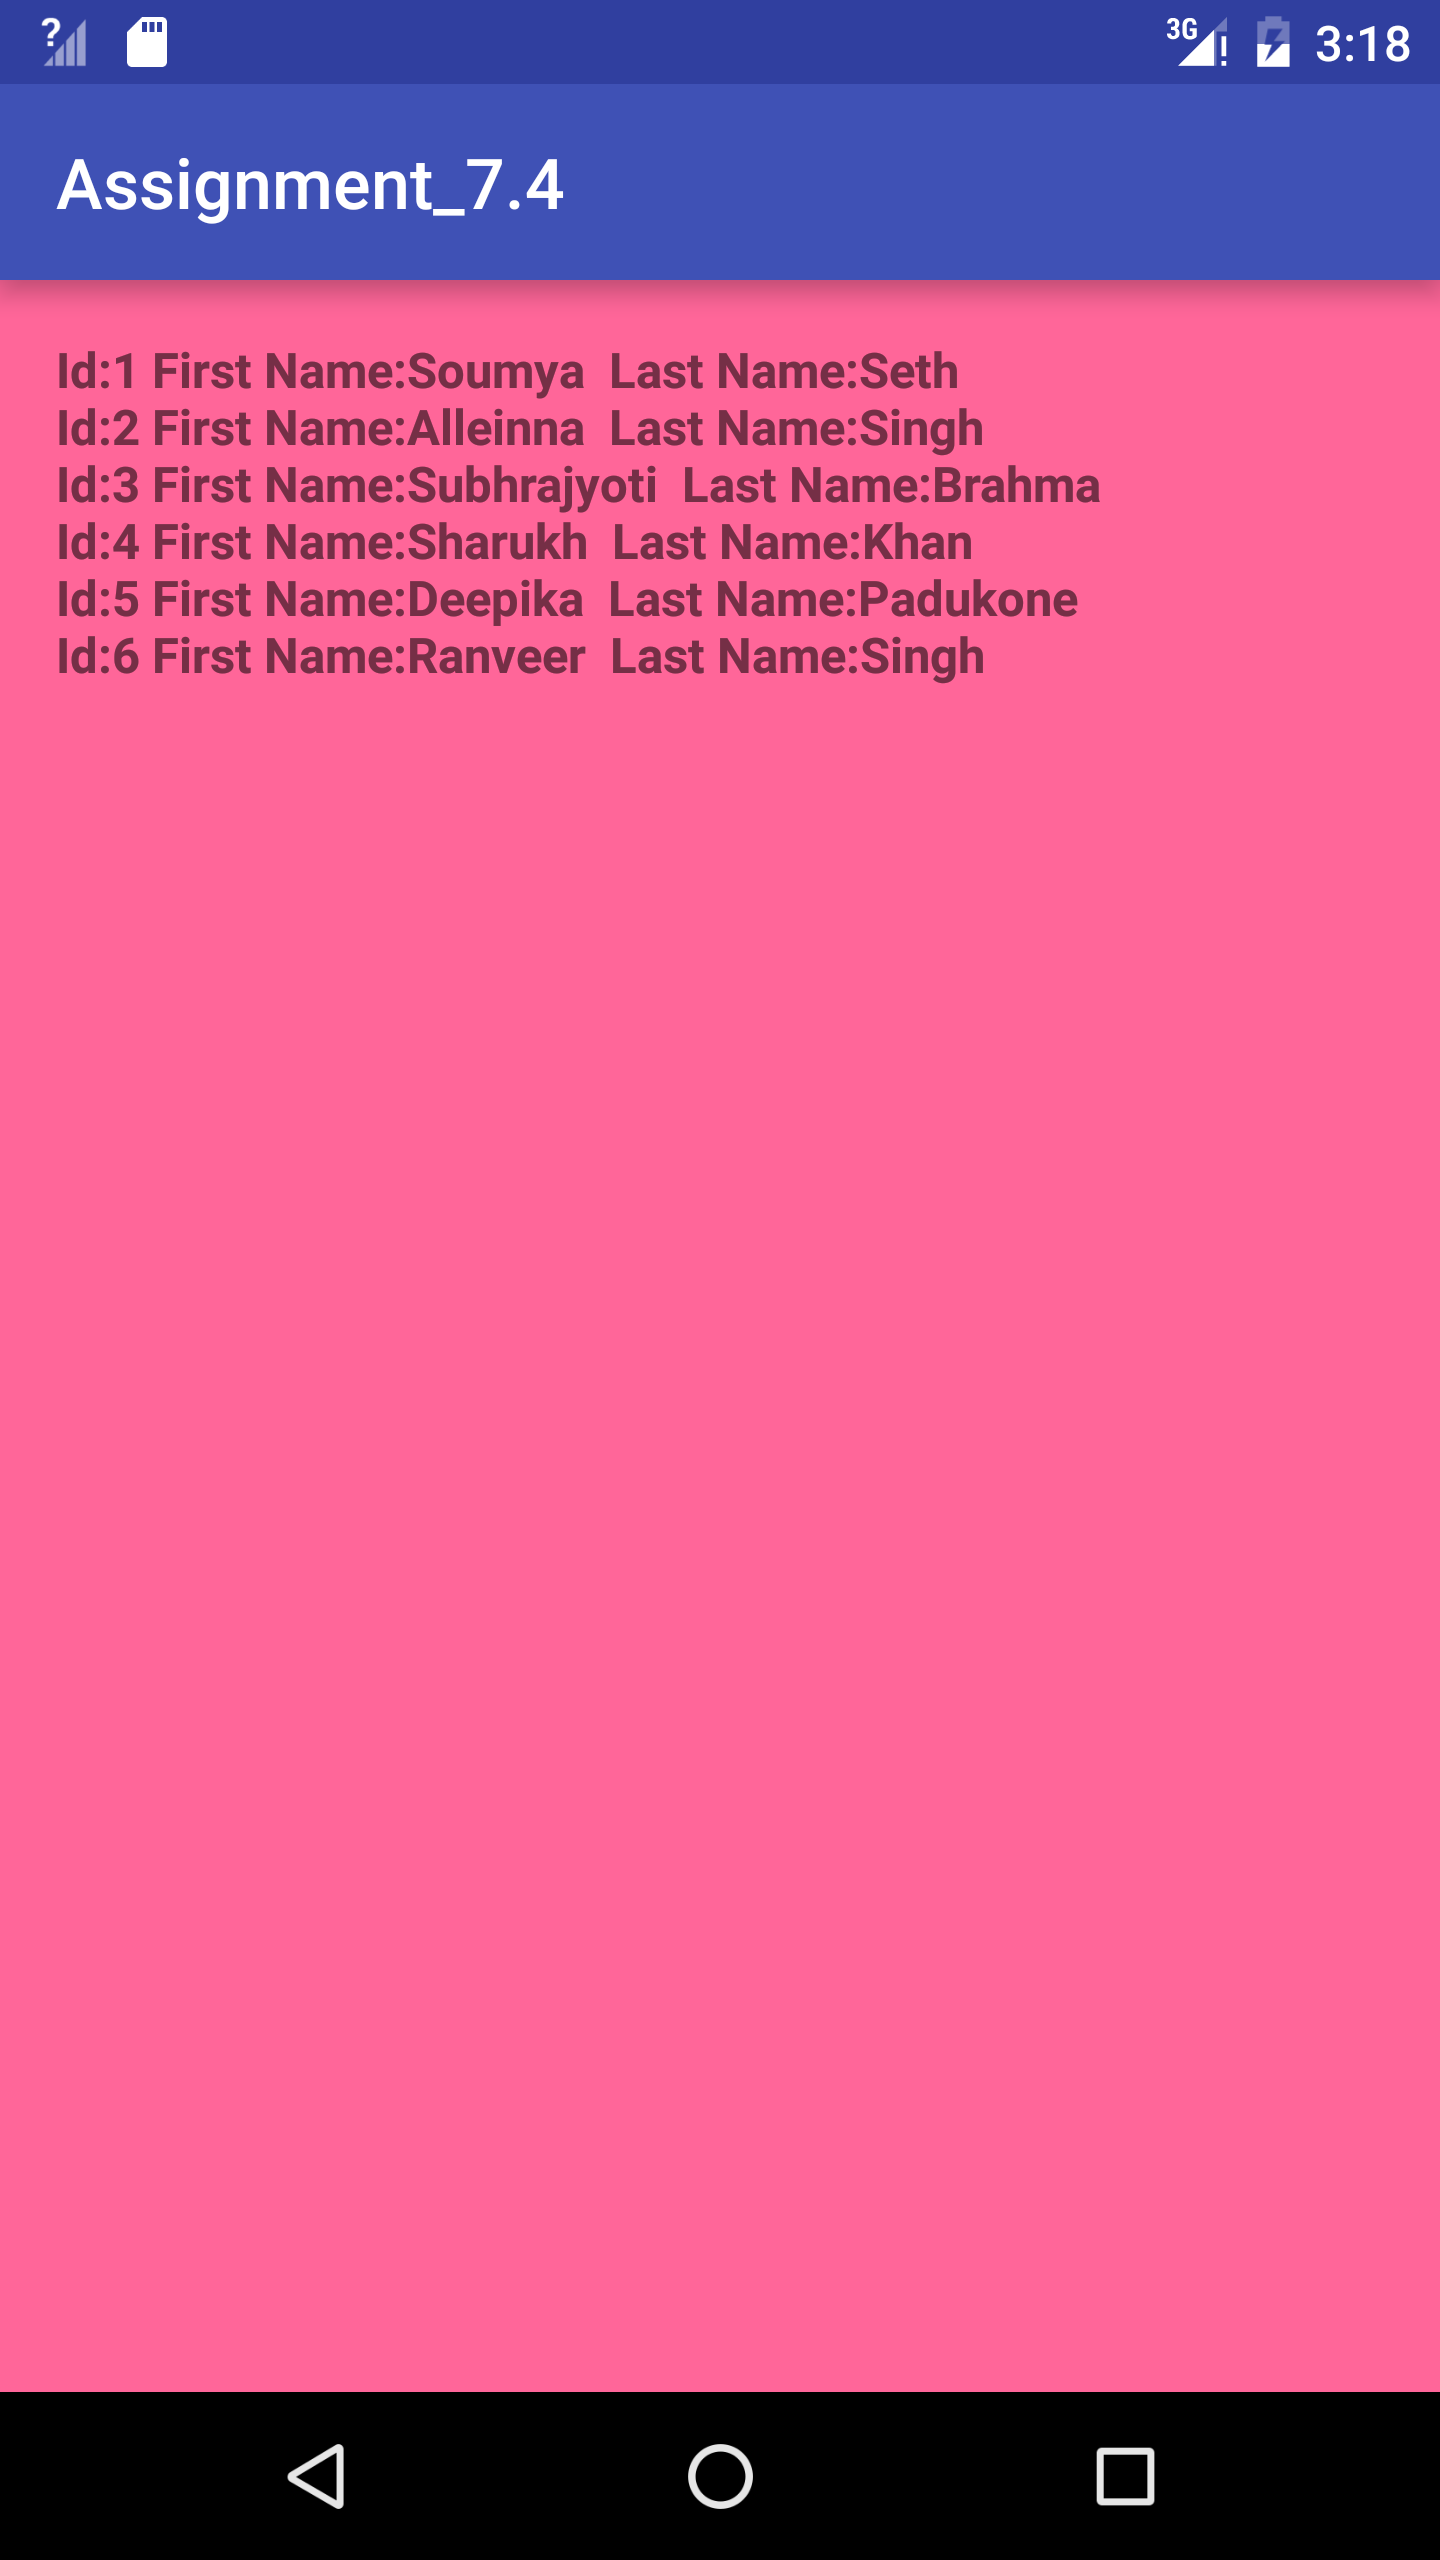 3G 3:18
Assignment_7.4
Id:1 First Name:Soumya  Last Name:Seth
Id:2 First Name:Alleinna  Last Name:Singh
Id:3 First Name:Subhrajyoti  Last Name:Brahma
Id:4 First Name:Sharukh  Last Name:Khan
Id:5 First Name:Deepika  Last Name:Padukone
Id:6 First Name:Ranveer  Last Name:Singh